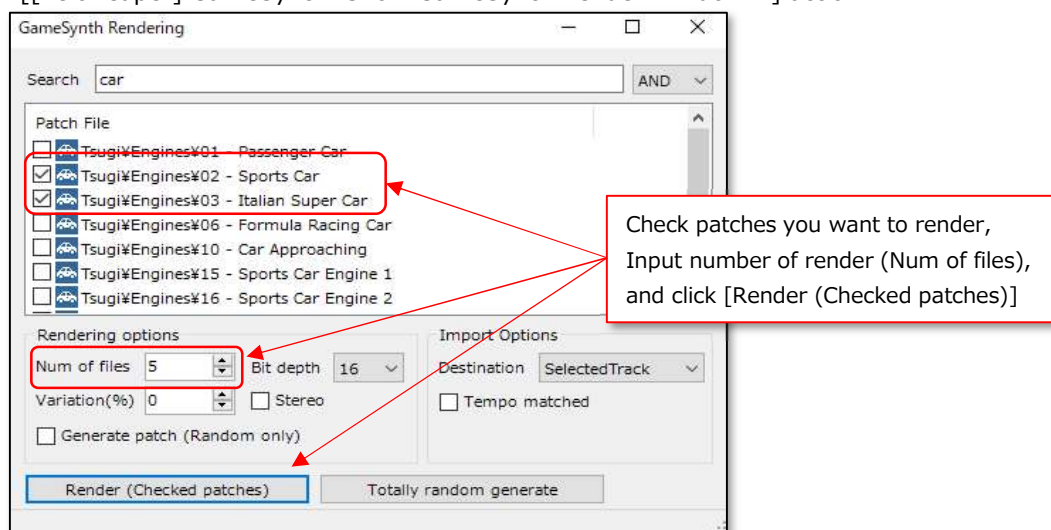 GameSynth Rendering
Search car AND
Patch File
Tsugi¥Engines¥01 - Passenger Car
Tsugi¥Engines¥02 - Sports Car
Tsugi¥Engines¥03 - Italian Super Car
Tsugi¥Engines¥06 - Formula Racing Car
Tsugi¥Engines¥10 - Car Approaching
Tsugi¥Engines¥15 - Sports Car Engine 1
Tsugi¥Engines¥16 - Sports Car Engine 2
Check patches you want to render,
Input number of render (Num of files),
and click [Render (Checked patches)]
Rendering options
Num of files 5 Bit depth 16
Variation(%) 0 Stereo
Generate patch (Random only)
Import Options
Destination SelectedTrack
Tempo matched
Render (Checked patches) Totally random generate